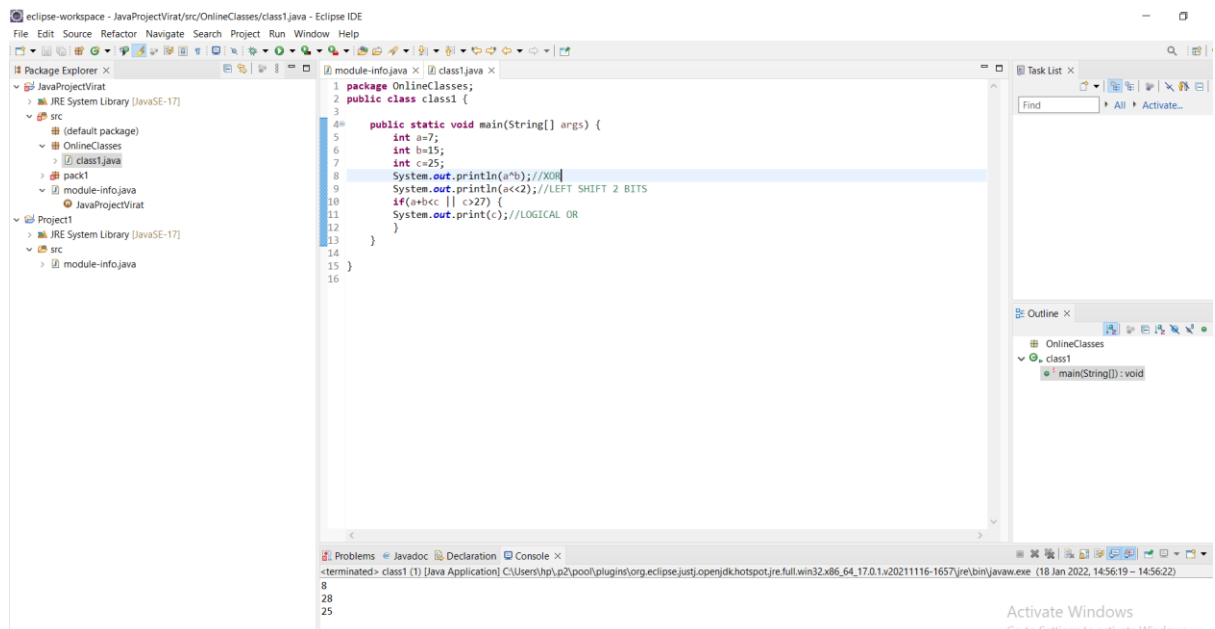 eclipse-workspace - JavaProjectVirat/src/OnlineClasses/class1.java - Eclipse IDE
File Edit Source Refactor Navigate Search Project Run Window Help
Package Explorer
JavaProjectVirat
JRE System Library [JavaSE-17]
src
(default package)
OnlineClasses
class1.java
pack1
module-info.java
JavaProjectVirat
Project1
JRE System Library [JavaSE-17]
src
module-info.java
module-info.java class1.java
1 package OnlineClasses;
2 public class class1 {
3
4 public static void main(String[] args) {
5 int a=7;
6 int b=15;
7 int c=25;
8 System.out.println(a^b);//XOR
9 System.out.println(a<<2);//LEFT SHIFT 2 BITS
10 if(a+b<c || c>27) {
11 System.out.print(c);//LOGICAL OR
12 }
13 }
14
15 }
16
Task List
Find All Activate...
Outline
OnlineClasses
class1
main(String[]) : void
Problems Javadoc Declaration Console
<terminated> class1 (1) [Java Application] C:\Users\hp\.p2\pool\plugins\org.eclipse.justj.openjdk.hotspot.jre.full.win32.x86_64_17.0.1.v20211116-1657\jre\bin\javaw.exe (18 Jan 2022, 14:56:19 – 14:56:22)
8
28
25
Activate Windows